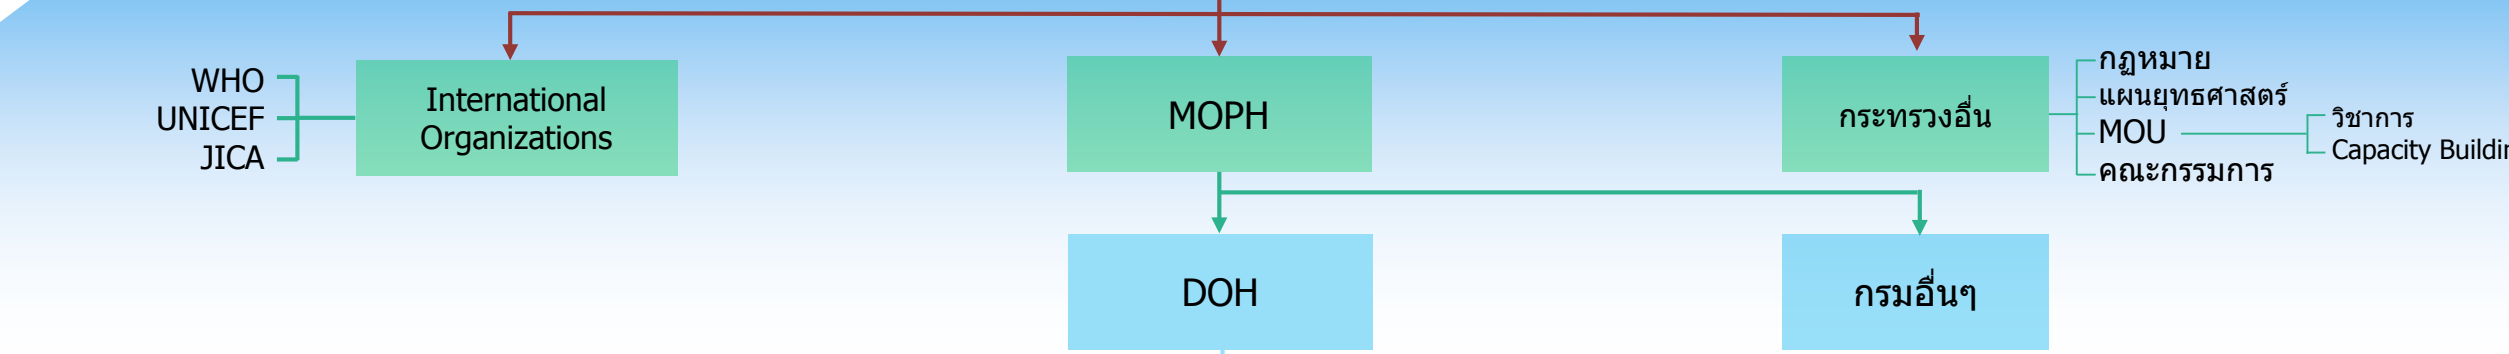 WHO
UNICEF
JICA
International
Organizations
MOPH
กระทรวงอื่น
กฎหมาย
แผนยุทธศาสตร์
MOU
คณะกรรมการ
วิชาการ
Capacity Buildin
DOH
กรมอื่นๆ